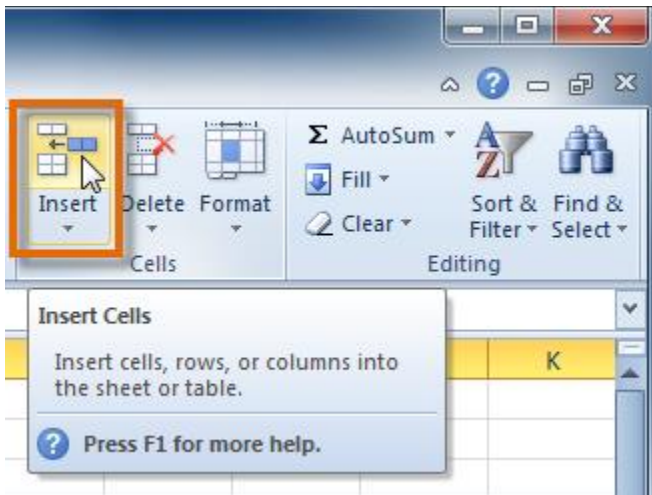 Σ AutoSum
Fill
Clear
Insert
Delete
Format
Sort &
Filter
Find &
Select
Cells
Editing
Insert Cells
Insert cells, rows, or columns into
the sheet or table.
Press F1 for more help.
K